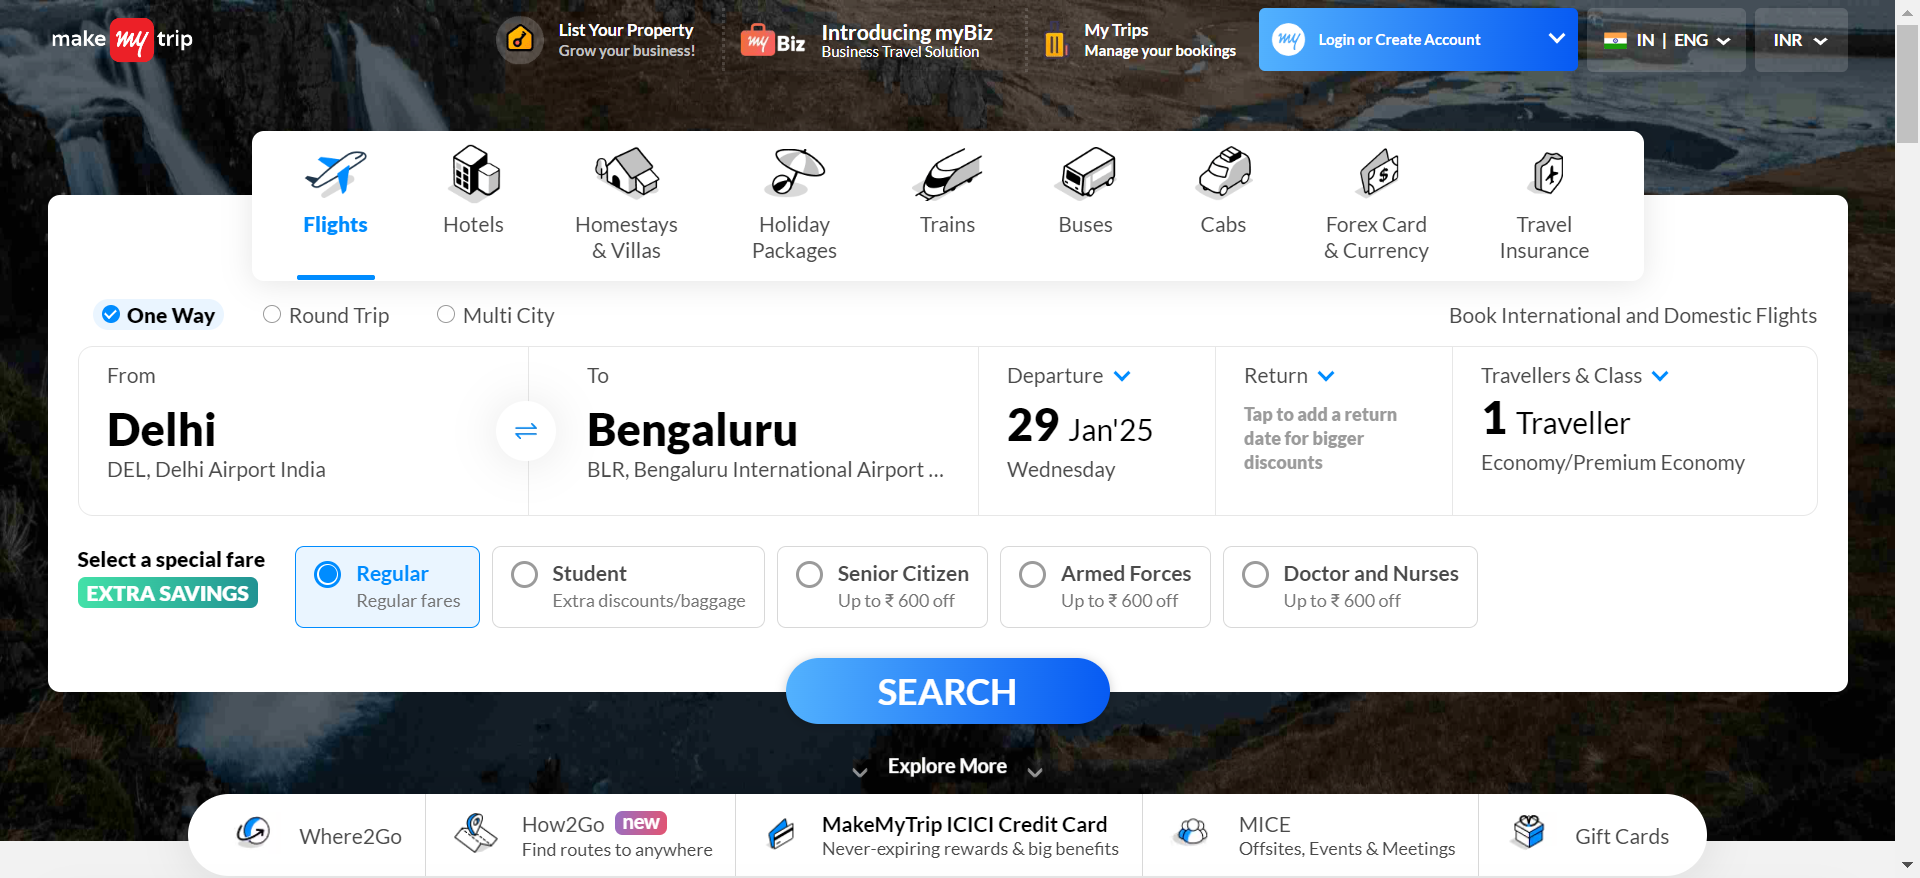 make my trip
List Your Property
Grow your business!
my Biz
Introducing myBiz
Business Travel Solution
My Trips
Manage your bookings
my
Login or Create Account
IN | ENG
INR
Flights
Hotels
Homestays
& Villas
Holiday
Packages
Trains
Buses
Cabs
Forex Card
& Currency
Travel
Insurance
One Way
Round Trip
Multi City
Book International and Domestic Flights
From
Delhi
DEL, Delhi Airport India
To
Bengaluru
BLR, Bengaluru International Airport ...
Departure
29 Jan'25
Wednesday
Return
Tap to add a return
date for bigger
discounts
Travellers & Class
1 Traveller
Economy/Premium Economy
Select a special fare
EXTRA SAVINGS
Regular
Regular fares
Student
Extra discounts/baggage
Senior Citizen
Up to ₹ 600 off
Armed Forces
Up to ₹ 600 off
Doctor and Nurses
Up to ₹ 600 off
SEARCH
Explore More
Where2Go
How2Go new
Find routes to anywhere
MakeMyTrip ICICI Credit Card
Never-expiring rewards & big benefits
MICE
Offsites, Events & Meetings
Gift Cards